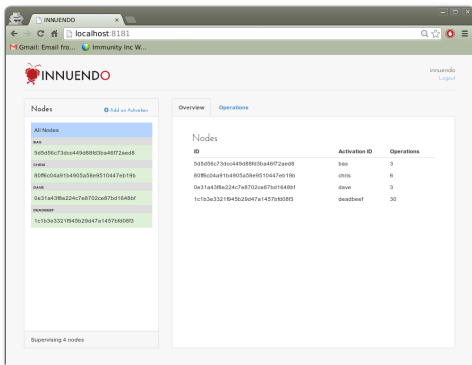 INNUENDO
localhost:8181
Gmail: Email fro...
Immunity Inc W...
INNUENDO
innuendo
Logout
Nodes
Add an Activation
All Nodes
BAS
5d5d56c73dcc449d88fd3ba46f72aed8
CHRIS
80ff6c04a91b4905a58e9510447eb19b
DAVE
0e31a43f8e224c7a8702ce87bd1648bf
DEADBEEF
1c1b3e3321f945b29d47a1457bfd08f3
Supervising 4 nodes
Overview
Operations
Nodes
ID Activation ID Operations
5d5d56c73dcc449d88fd3ba46f72aed8 bas 3
80ff6c04a91b4905a58e9510447eb19b chris 6
0e31a43f8e224c7a8702ce87bd1648bf dave 3
1c1b3e3321f945b29d47a1457bfd08f3 deadbeef 30